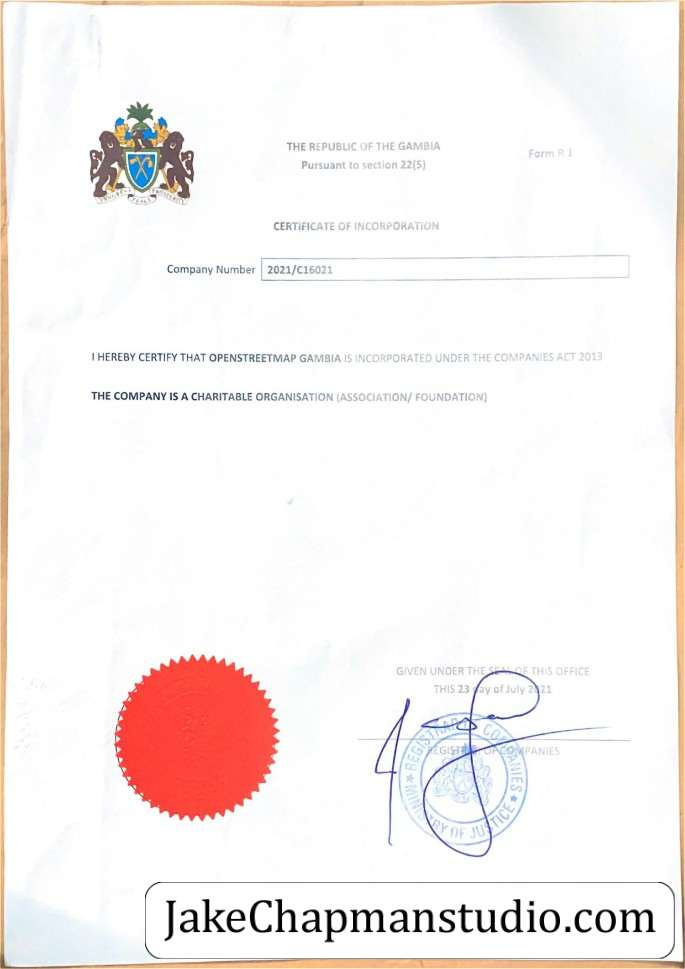 THE REPUBLIC OF THE GAMBIA
Pursuant to section 22(5)
Form R 1
CERTIFICATE OF INCORPORATION
Company Number 2021/C16021
I HEREBY CERTIFY THAT OPENSTREETMAP GAMBIA IS INCORPORATED UNDER THE COMPANIES ACT 2013
THE COMPANY IS A CHARITABLE ORGANISATION (ASSOCIATION/ FOUNDATION)
GIVEN UNDER THE SEAL OF THIS OFFICE
THIS 23 day of July 2021
REGISTRAR OF COMPANIES
REGISTRAR OF COMPANIES
MINISTRY OF JUSTICE
JakeChapmanstudio.com